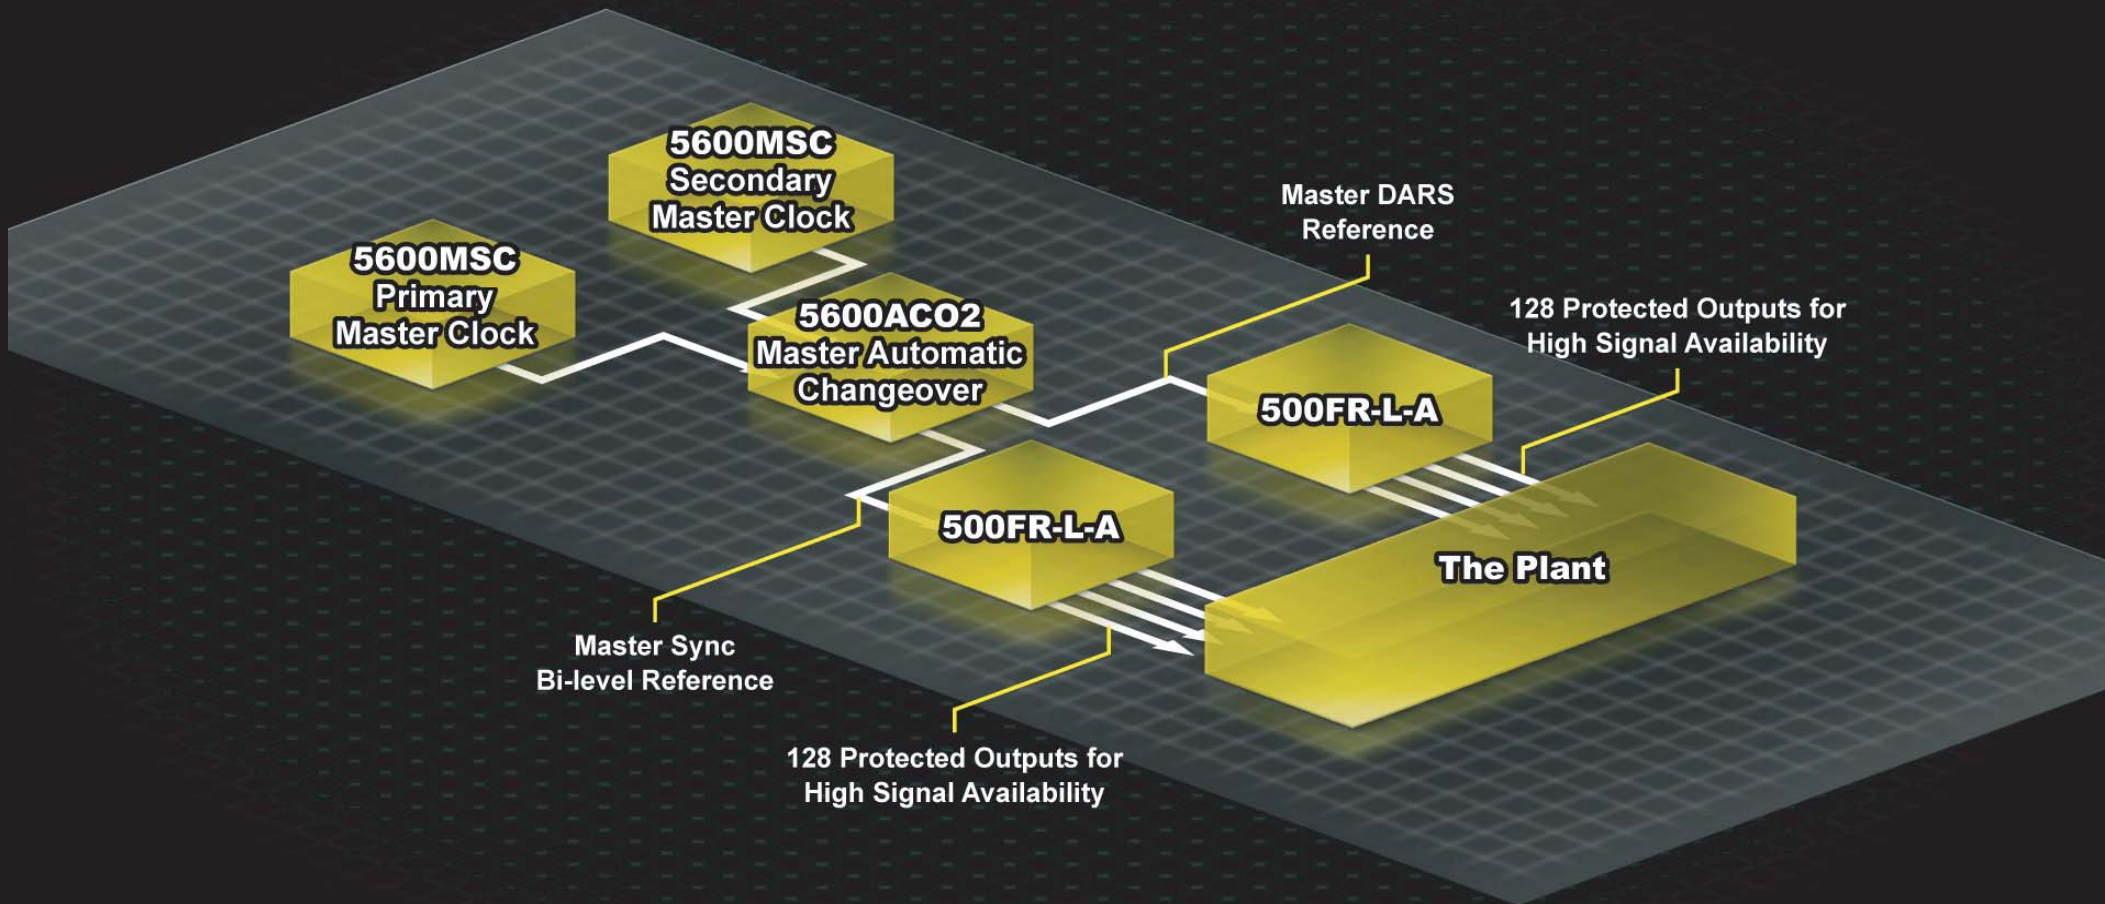 5600MSC
Secondary
Master Clock
5600MSC
Primary
Master Clock
5600ACO2
Master Automatic
Changeover
Master DARS
Reference
128 Protected Outputs for
High Signal Availability
500FR-L-A
500FR-L-A
The Plant
Master Sync
Bi-level Reference
128 Protected Outputs for
High Signal Availability